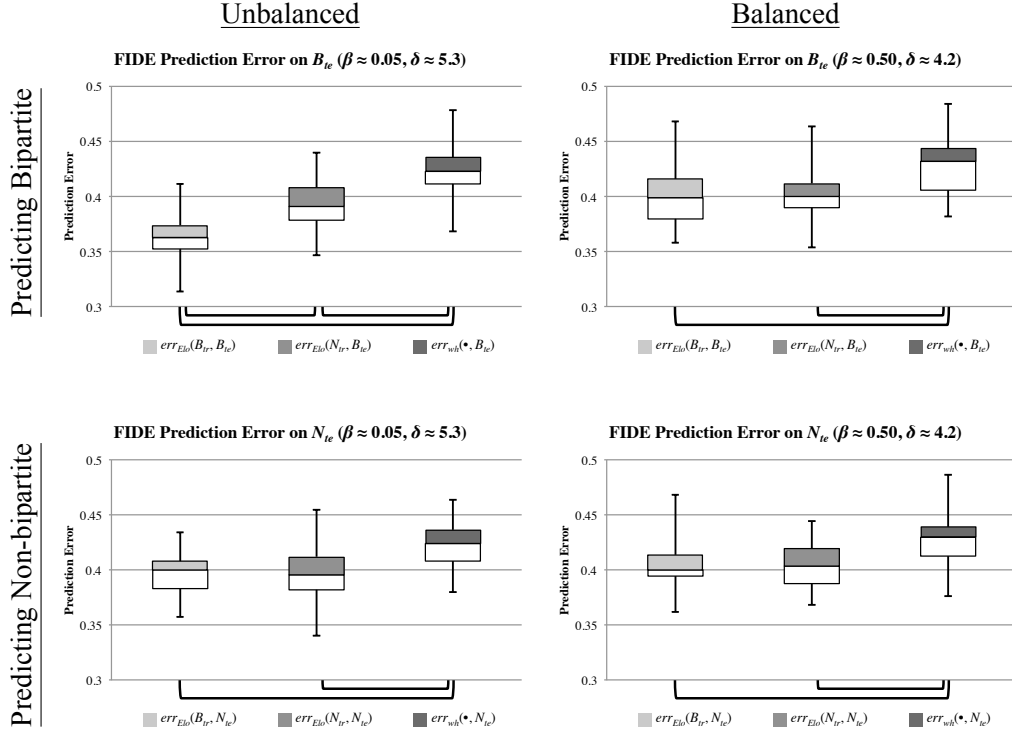 Unbalanced
Balanced
Predicting Bipartite
FIDE Prediction Error on B_te (β ≈ 0.05, δ ≈ 5.3)
Prediction Error
0.5
0.45
0.4
0.35
0.3
err_Elo(B_tr, B_te)
err_Elo(N_tr, B_te)
err_wh(•, B_te)
FIDE Prediction Error on B_te (β ≈ 0.50, δ ≈ 4.2)
Prediction Error
0.5
0.45
0.4
0.35
0.3
err_Elo(B_tr, B_te)
err_Elo(N_tr, B_te)
err_wh(•, B_te)
Predicting Non-bipartite
FIDE Prediction Error on N_te (β ≈ 0.05, δ ≈ 5.3)
Prediction Error
0.5
0.45
0.4
0.35
0.3
err_Elo(B_tr, N_te)
err_Elo(N_tr, N_te)
err_wh(•, N_te)
FIDE Prediction Error on N_te (β ≈ 0.50, δ ≈ 4.2)
Prediction Error
0.5
0.45
0.4
0.35
0.3
err_Elo(B_tr, N_te)
err_Elo(N_tr, N_te)
err_wh(•, N_te)